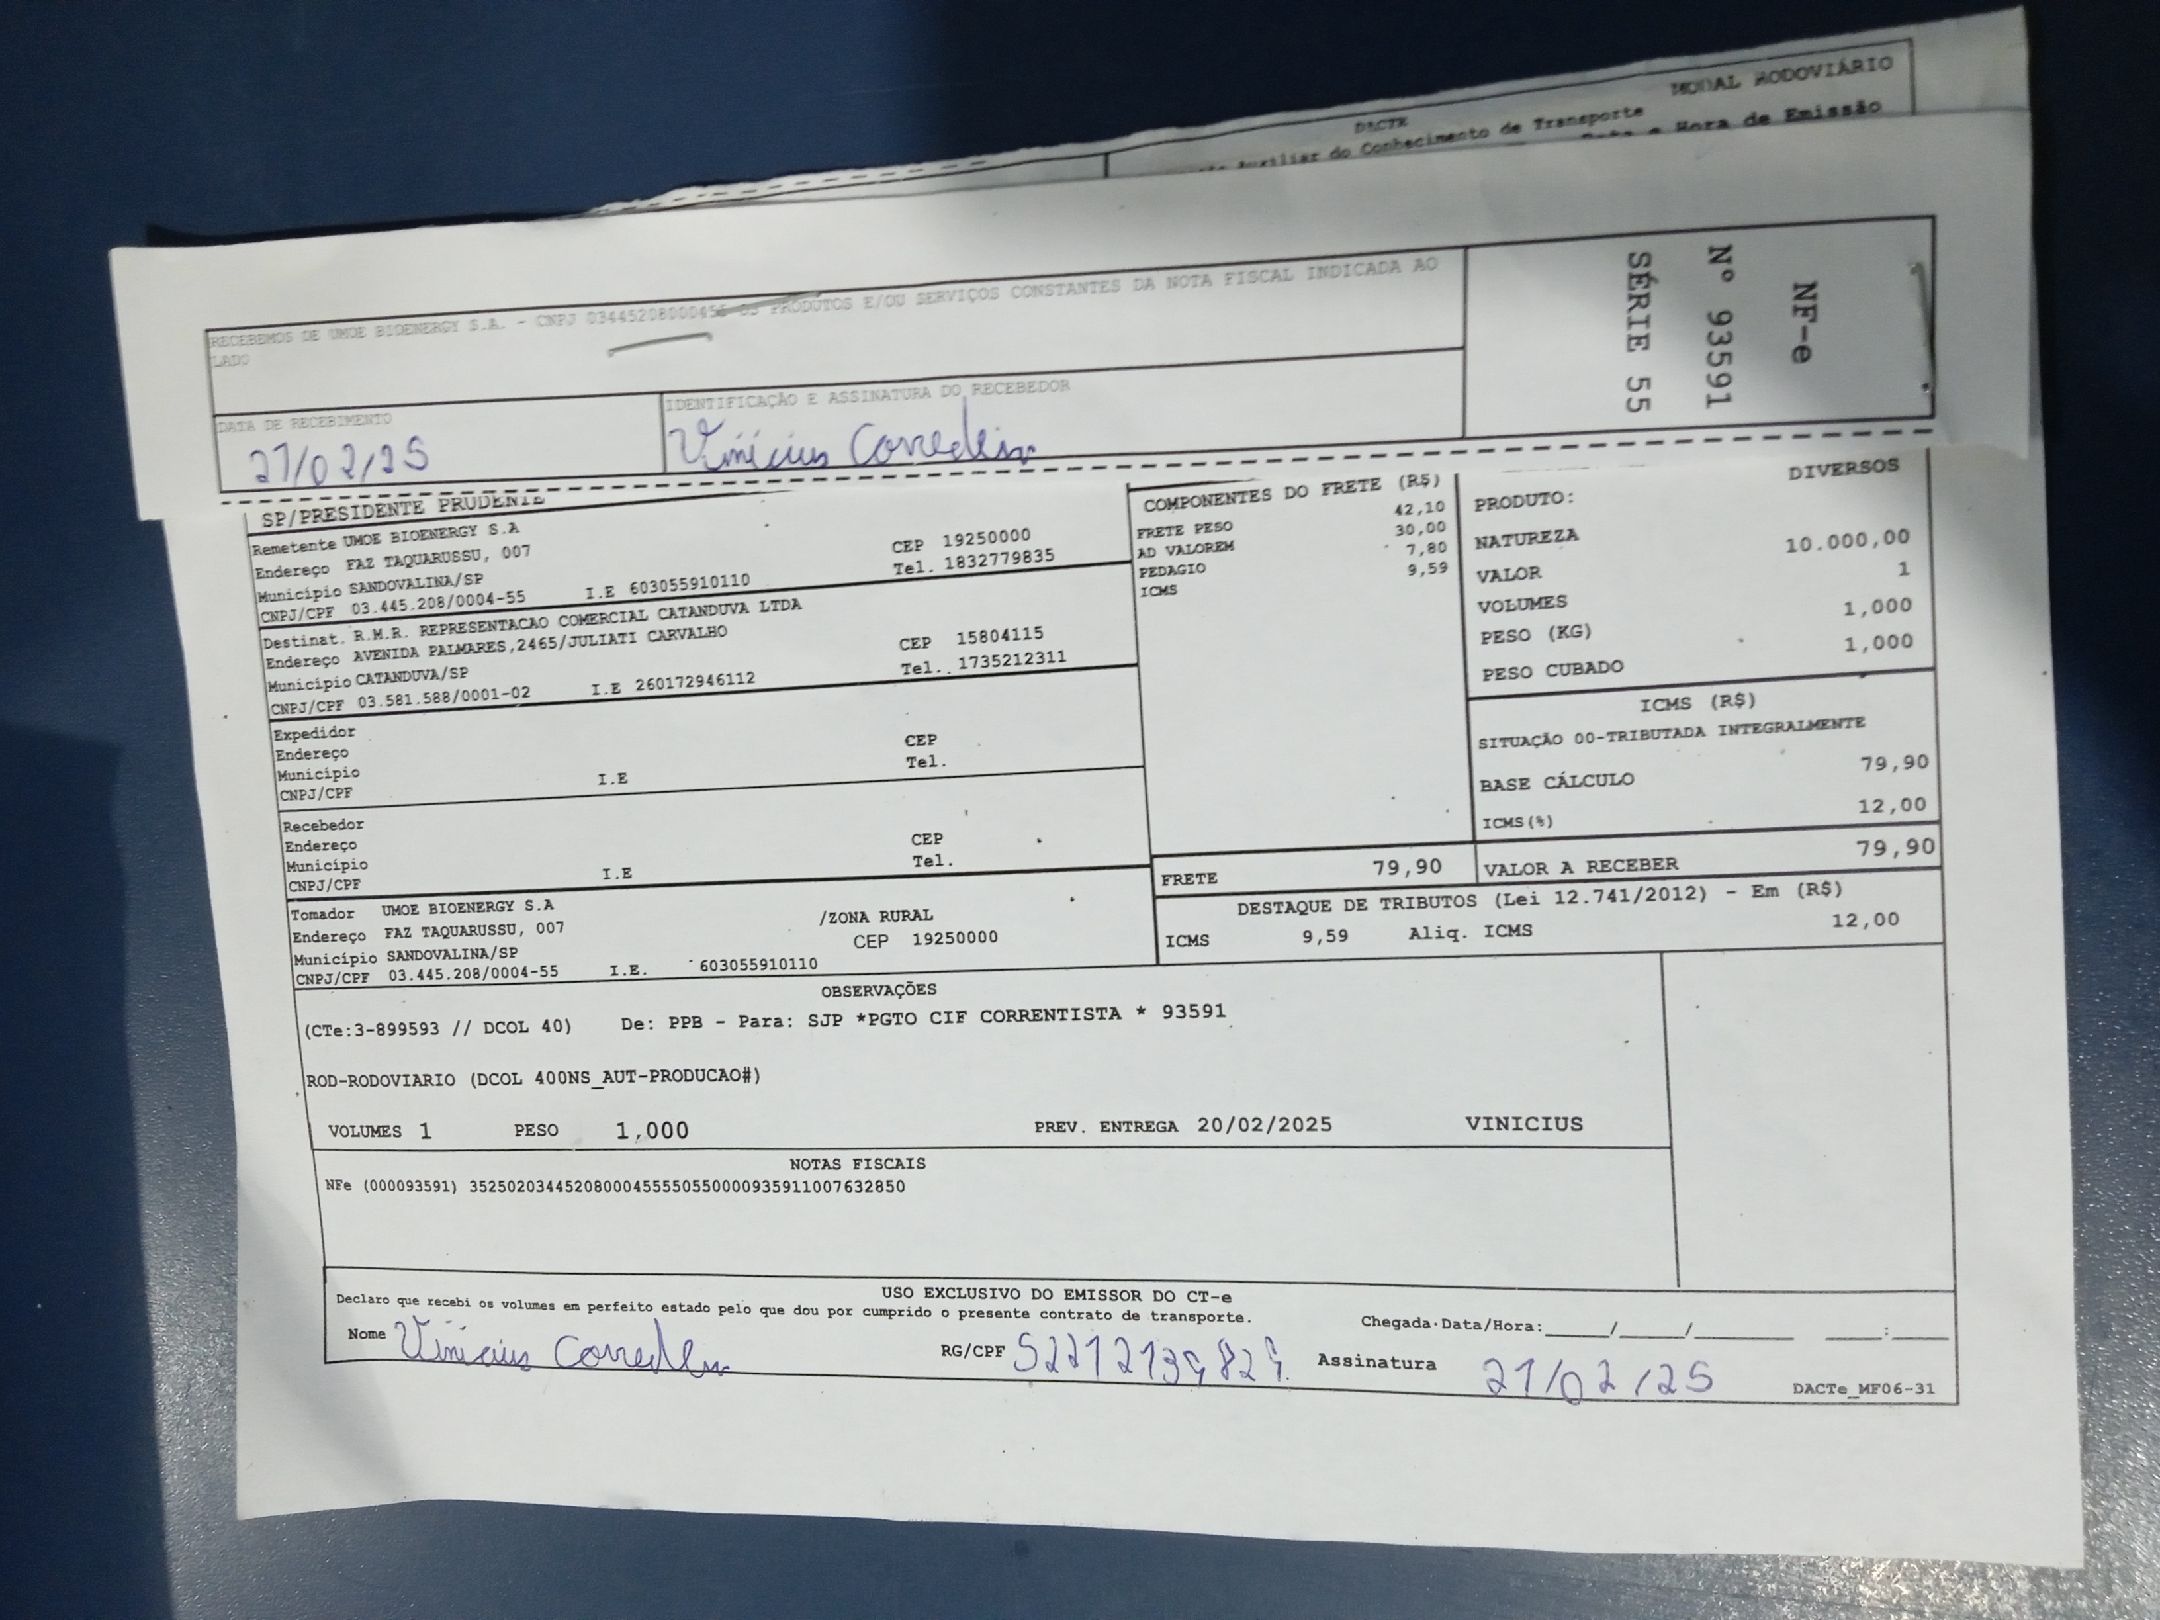 MODAL RODOVIÁRIO
DACTE
Auxiliar do Conhecimento de Transporte
Hora de Emissão
RECEBEMOS DE UMOE BIOENERGY S.A. - CNPJ 03445208000455 OS PRODUTOS E/OU SERVIÇOS CONSTANTES DA NOTA FISCAL INDICADA AO
LADO
NF-e
Nº 93591
SÉRIE 55
DATA DE RECEBIMENTO
21/02/25
IDENTIFICAÇÃO E ASSINATURA DO RECEBEDOR
Vinicius
SP/PRESIDENTE PRUDENTE
Remetente UMOE BIOENERGY S.A
Endereço FAZ TAQUARUSSU, 007 CEP 19250000
Município SANDOVALINA/SP Tel. 1832779835
CNPJ/CPF 03.445.208/0004-55 I.E 603055910110
Destinat. R.M.R. REPRESENTACAO COMERCIAL CATANDUVA LTDA
Endereço AVENIDA PALMARES,2465/JULIATI CARVALHO CEP 15804115
Município CATANDUVA/SP Tel. 1735212311
CNPJ/CPF 03.581.588/0001-02 I.E 260172946112
Expedidor
Endereço CEP
Município Tel.
CNPJ/CPF I.E
Recebedor
Endereço CEP
Município Tel.
CNPJ/CPF I.E
Tomador UMOE BIOENERGY S.A
Endereço FAZ TAQUARUSSU, 007 /ZONA RURAL
Município SANDOVALINA/SP CEP 19250000
CNPJ/CPF 03.445.208/0004-55 I.E. 603055910110
COMPONENTES DO FRETE (R$)
FRETE PESO 42,10
AD VALOREM 30,00
PEDAGIO 7,80
ICMS 9,59
PRODUTO: DIVERSOS
NATUREZA
VALOR 10.000,00
VOLUMES 1
PESO (KG) 1,000
PESO CUBADO 1,000
ICMS (R$)
SITUAÇÃO 00-TRIBUTADA INTEGRALMENTE
BASE CÁLCULO 79,90
ICMS(%) 12,00
FRETE 79,90 VALOR A RECEBER 79,90
DESTAQUE DE TRIBUTOS (Lei 12.741/2012) - Em (R$)
ICMS 9,59 Aliq. ICMS 12,00
OBSERVAÇÕES
(CTe:3-899593 // DCOL 40) De: PPB - Para: SJP *PGTO CIF CORRENTISTA * 93591
ROD-RODOVIARIO (DCOL 400NS_AUT-PRODUCAO#)
VOLUMES 1 PESO 1,000 PREV. ENTREGA 20/02/2025 VINICIUS
NOTAS FISCAIS
NFe (000093591) 35250203445208000455550550000935911007632850
USO EXCLUSIVO DO EMISSOR DO CT-e
Declaro que recebi os volumes em perfeito estado pelo que dou por cumprido o presente contrato de transporte.
Chegada Data/Hora:_____/_____/________ _____:_____
Nome Vinicius RG/CPF Assinatura 21/02/25
DACTe_MF06-31